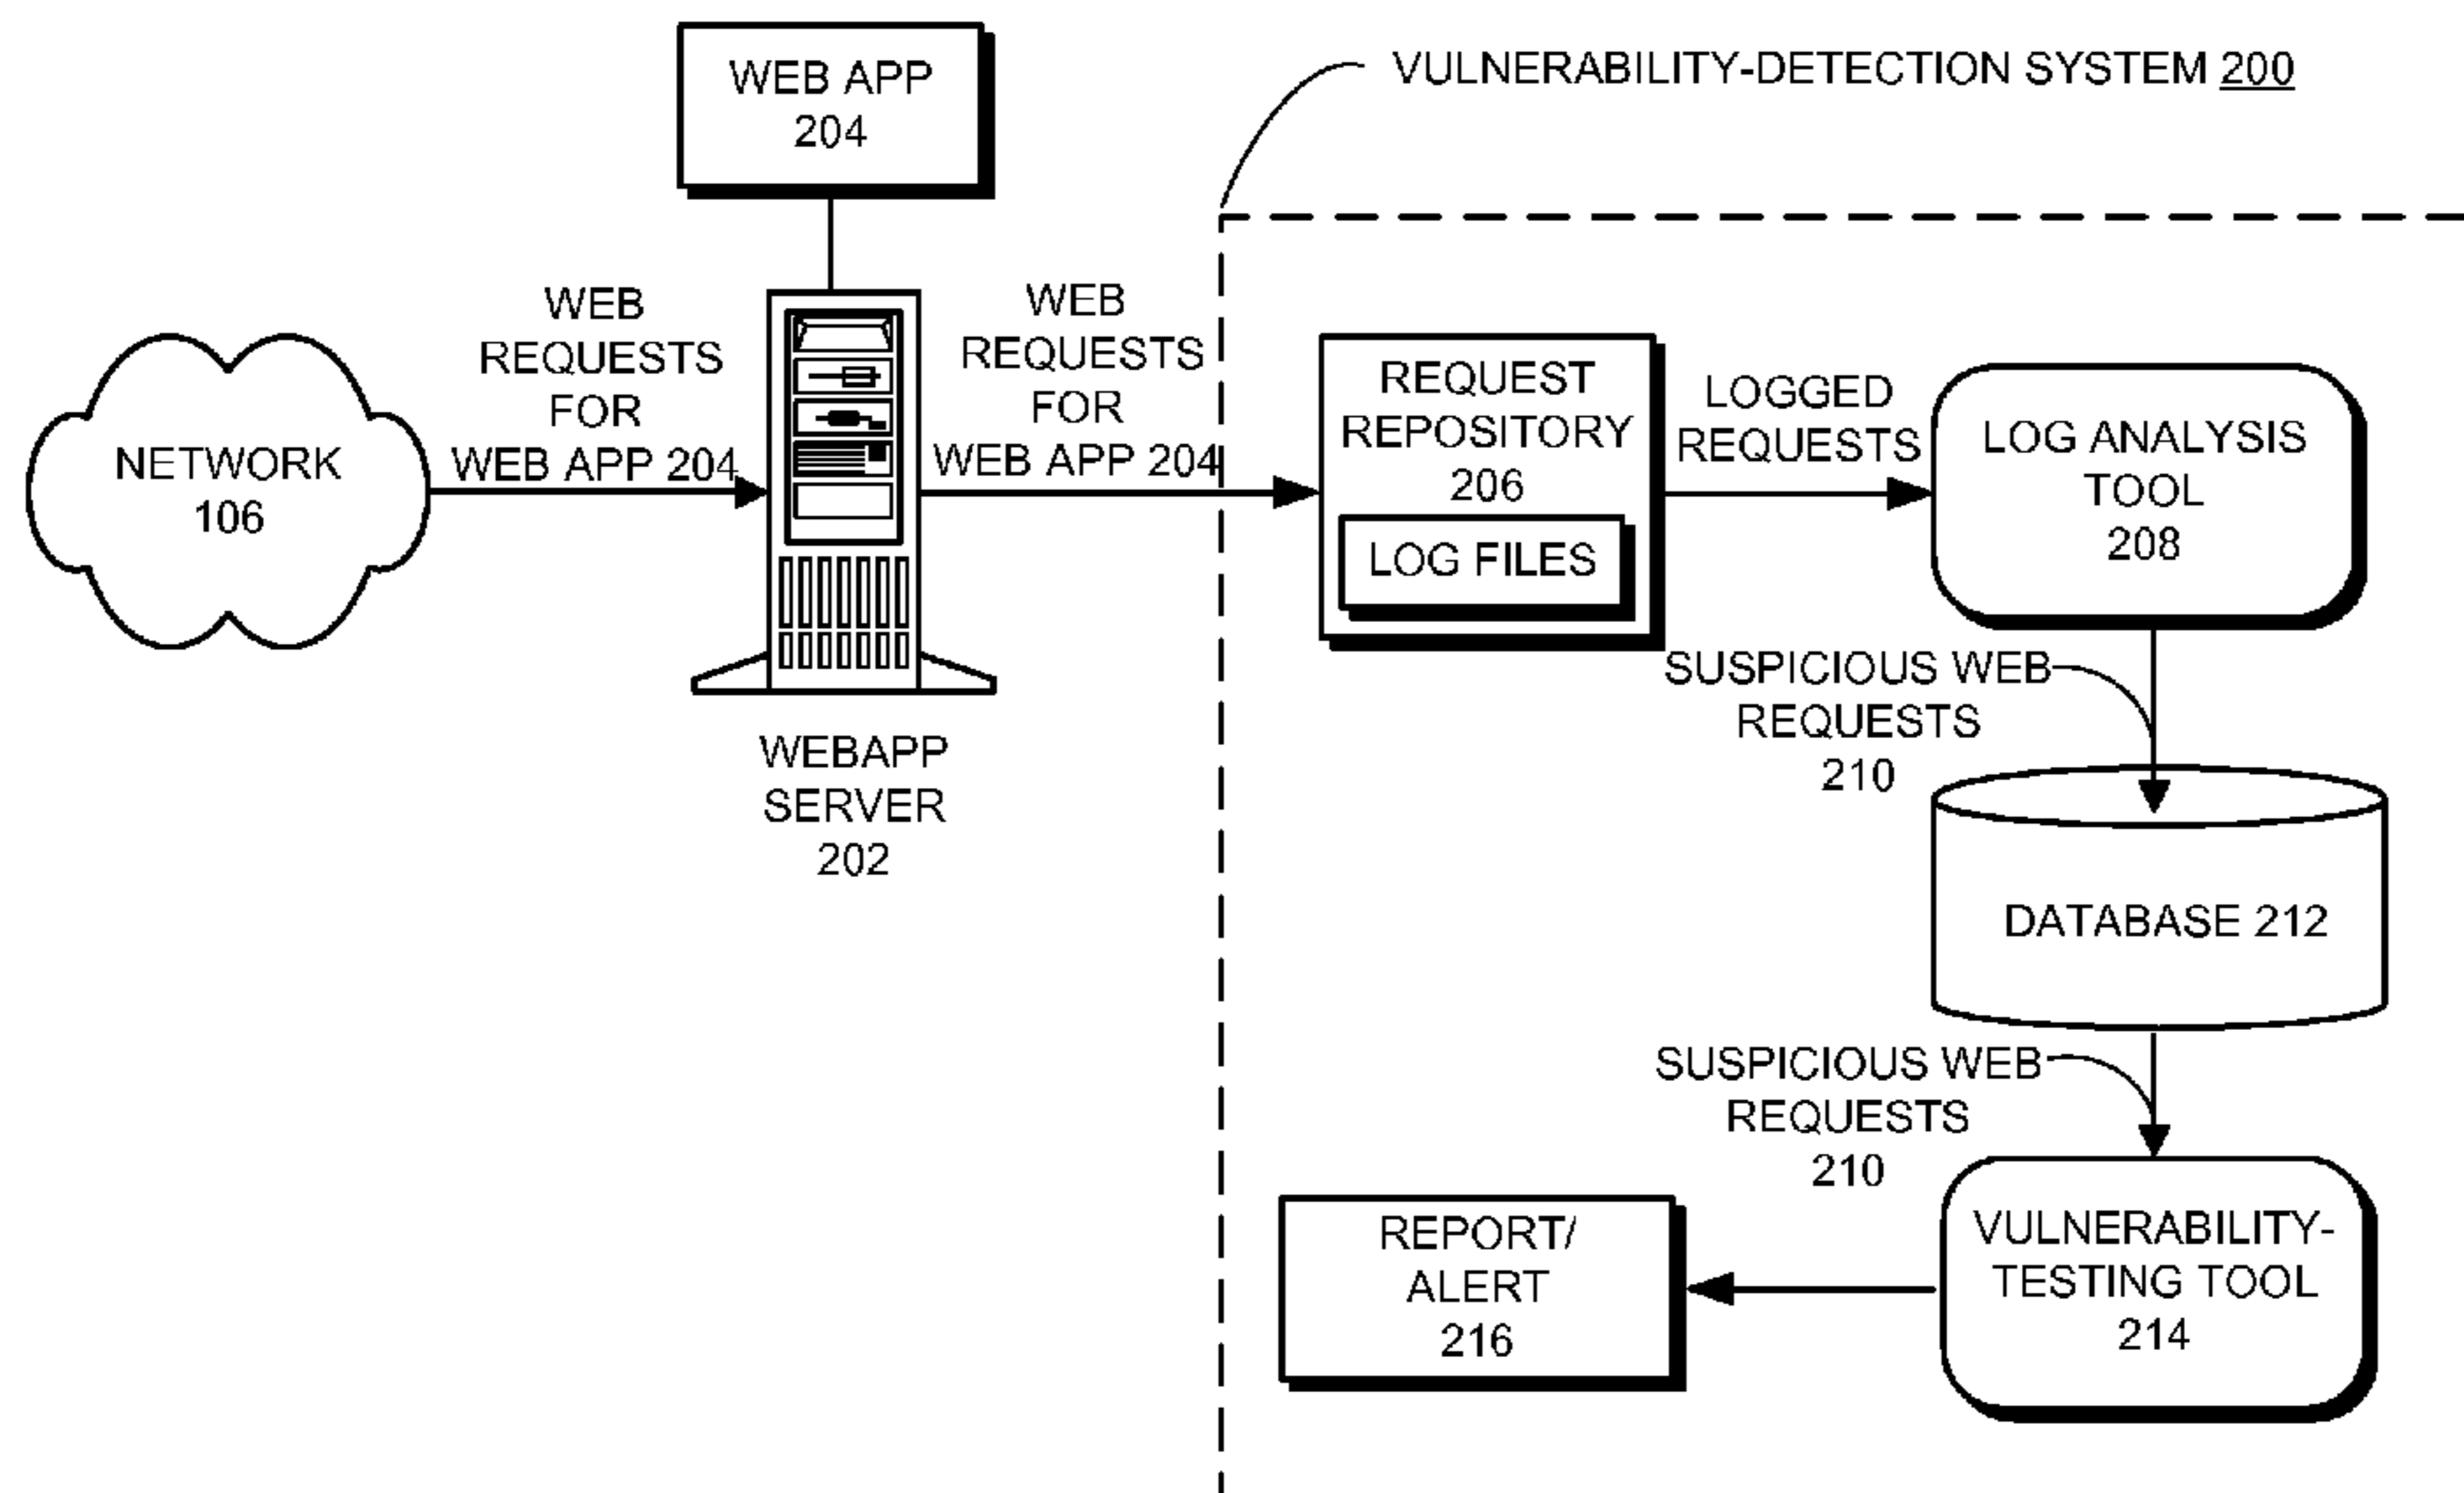 WEB APP
204
VULNERABILITY-DETECTION SYSTEM 200
WEB
REQUESTS
FOR
WEB APP 204
WEB
REQUESTS
FOR
WEB APP 204
NETWORK
106
WEBAPP
SERVER
202
REQUEST
REPOSITORY
206
LOG FILES
LOGGED
REQUESTS
LOG ANALYSIS
TOOL
208
SUSPICIOUS WEB
REQUESTS
210
DATABASE 212
SUSPICIOUS WEB
REQUESTS
210
VULNERABILITY-
TESTING TOOL
214
REPORT/
ALERT
216